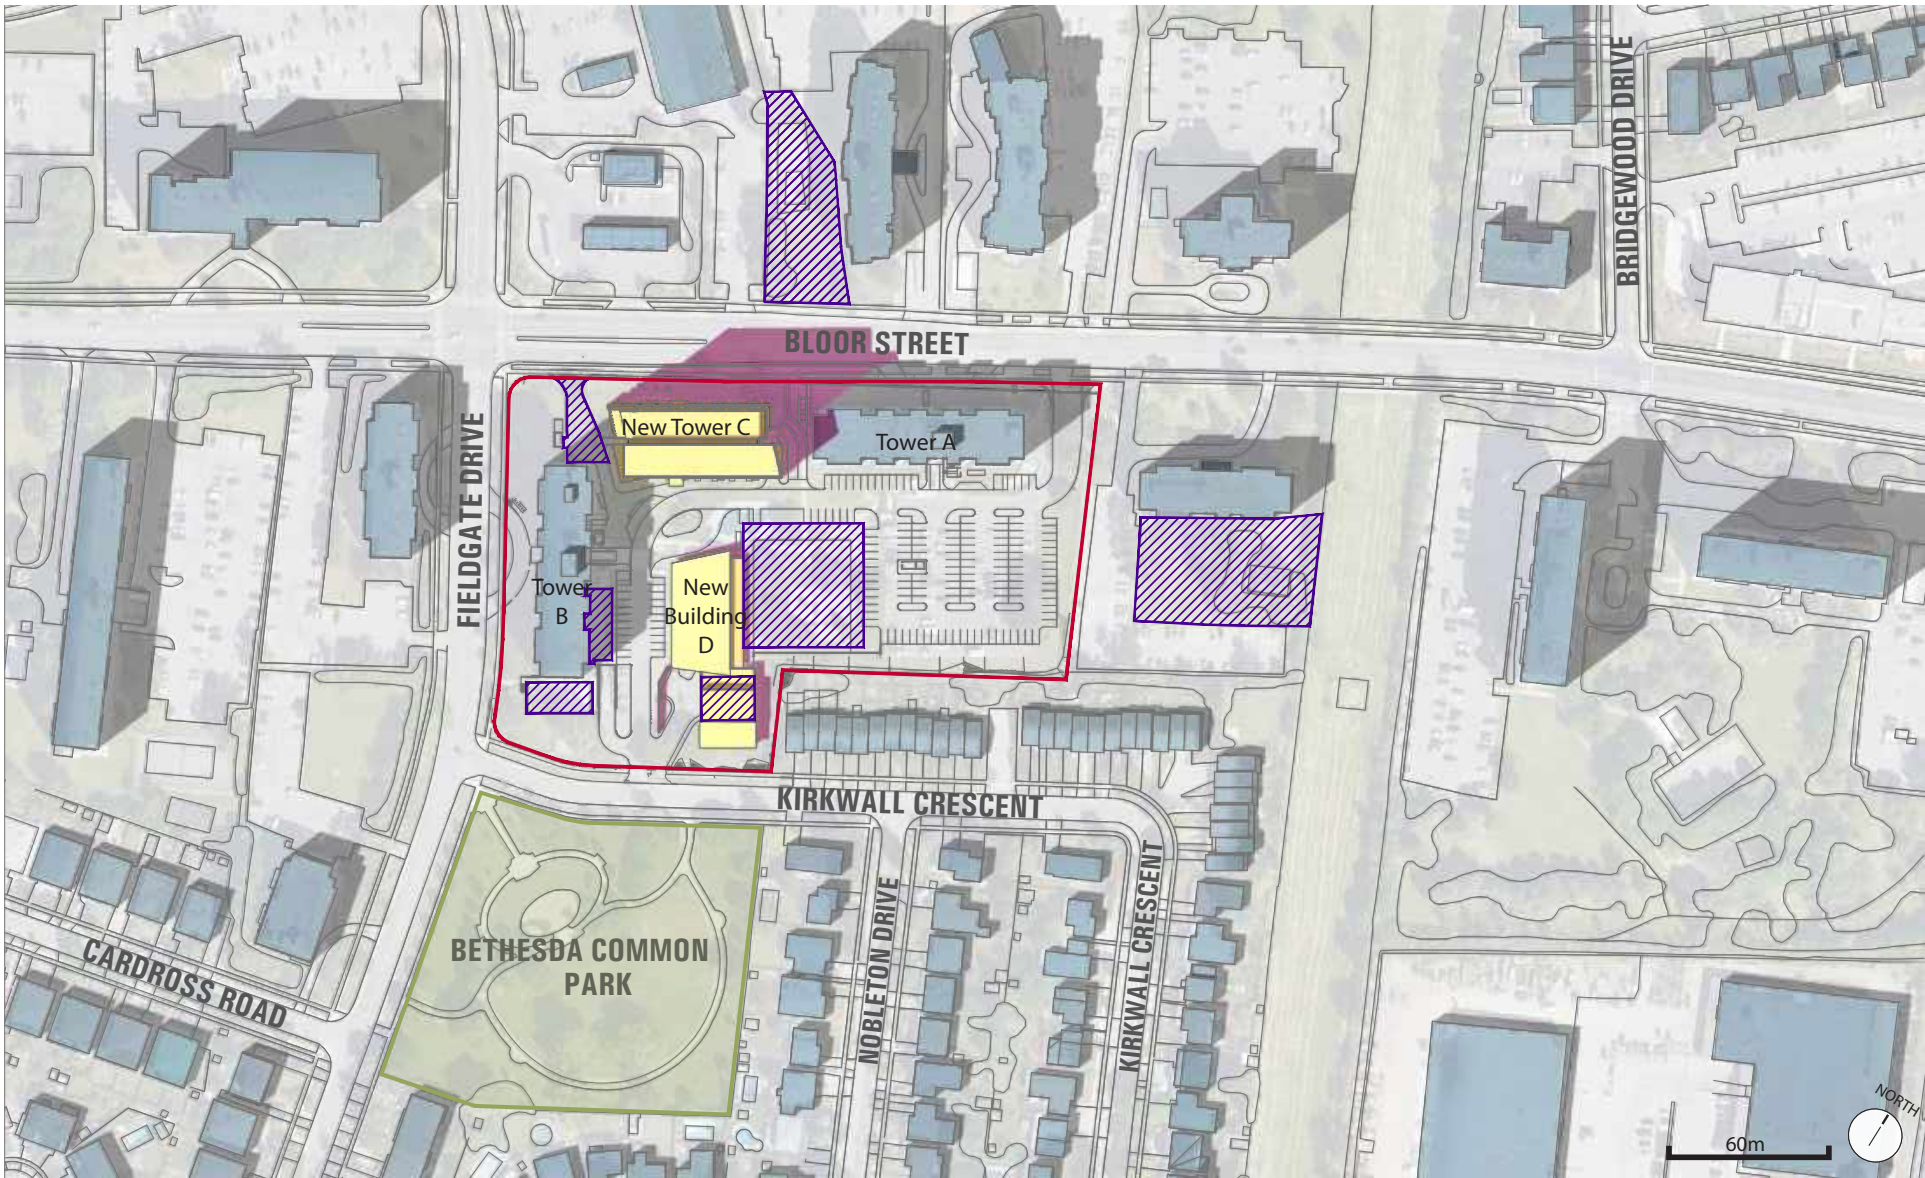 BRIDGEWOOD DRIVE
BLOOR STREET
FIELDGATE DRIVE
New Tower C
Tower A
Tower
B
New
Building
D
KIRKWALL CRESCENT
KIRKWALL CRESCENT
NOBLETON DRIVE
BETHESDA COMMON
PARK
CARDROSS ROAD
NORTH
60m